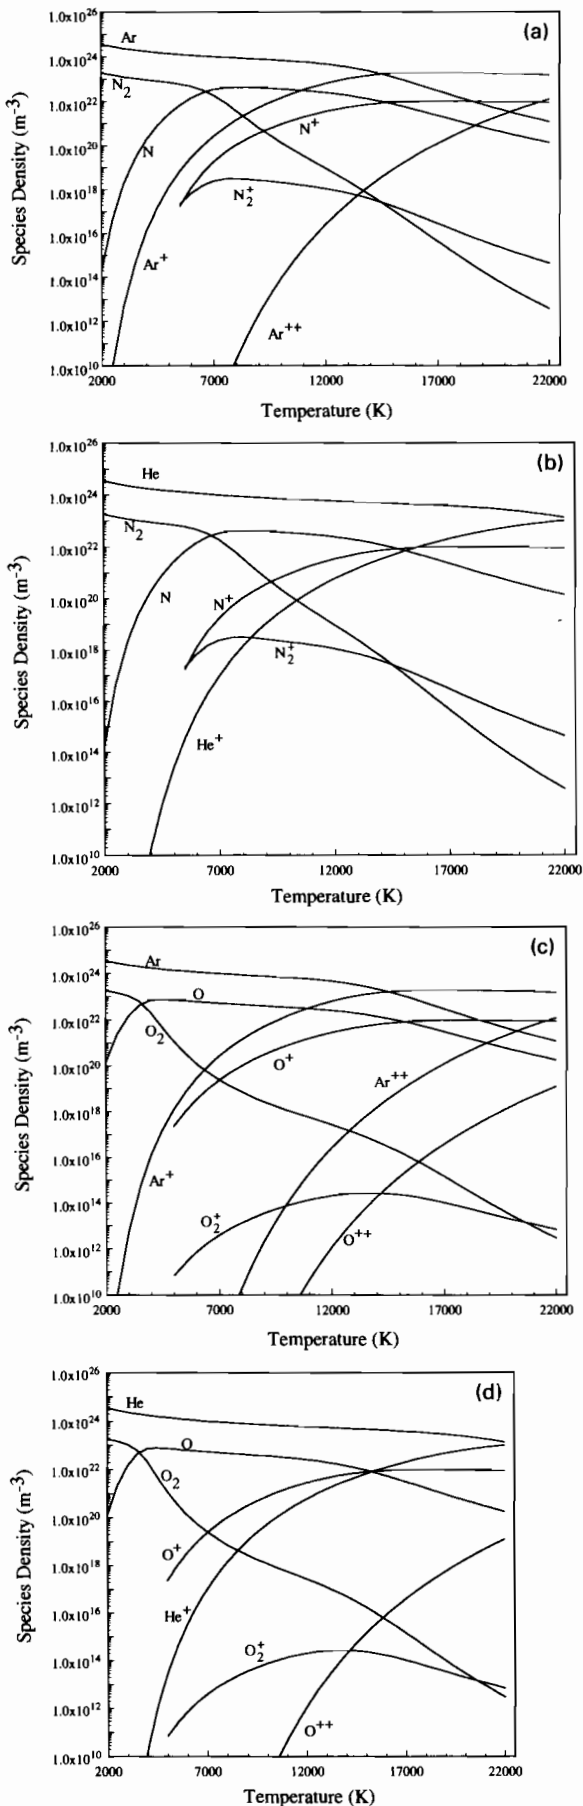 (a)
1.0x10^26
1.0x10^24
1.0x10^22
1.0x10^20
1.0x10^18
1.0x10^16
1.0x10^14
1.0x10^12
1.0x10^10
Species Density (m^-3)
Ar
N_2
N
N^+
N_2^+
Ar^+
Ar^++
2000 7000 12000 17000 22000
Temperature (K)
(b)
1.0x10^26
1.0x10^24
1.0x10^22
1.0x10^20
1.0x10^18
1.0x10^16
1.0x10^14
1.0x10^12
1.0x10^10
Species Density (m^-3)
He
N_2
N
N^+
N_2^+
He^+
2000 7000 12000 17000 22000
Temperature (K)
(c)
1.0x10^26
1.0x10^24
1.0x10^22
1.0x10^20
1.0x10^18
1.0x10^16
1.0x10^14
1.0x10^12
1.0x10^10
Species Density (m^-3)
Ar
O
O_2
O^+
Ar^++
Ar^+
O_2^+
O^++
2000 7000 12000 17000 22000
Temperature (K)
(d)
1.0x10^26
1.0x10^24
1.0x10^22
1.0x10^20
1.0x10^18
1.0x10^16
1.0x10^14
1.0x10^12
1.0x10^10
Species Density (m^-3)
He
O
O_2
O^+
He^+
O_2^+
O^++
2000 7000 12000 17000 22000
Temperature (K)